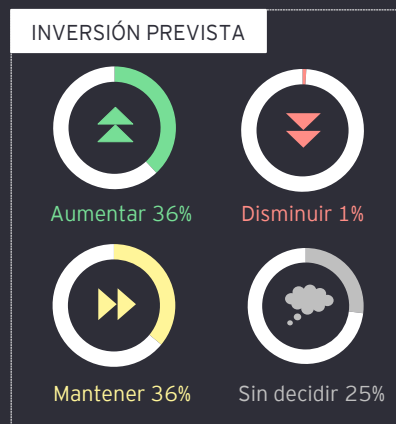 INVERSIÓN PREVISTA
Aumentar 36%
Disminuir 1%
Mantener 36%
Sin decidir 25%